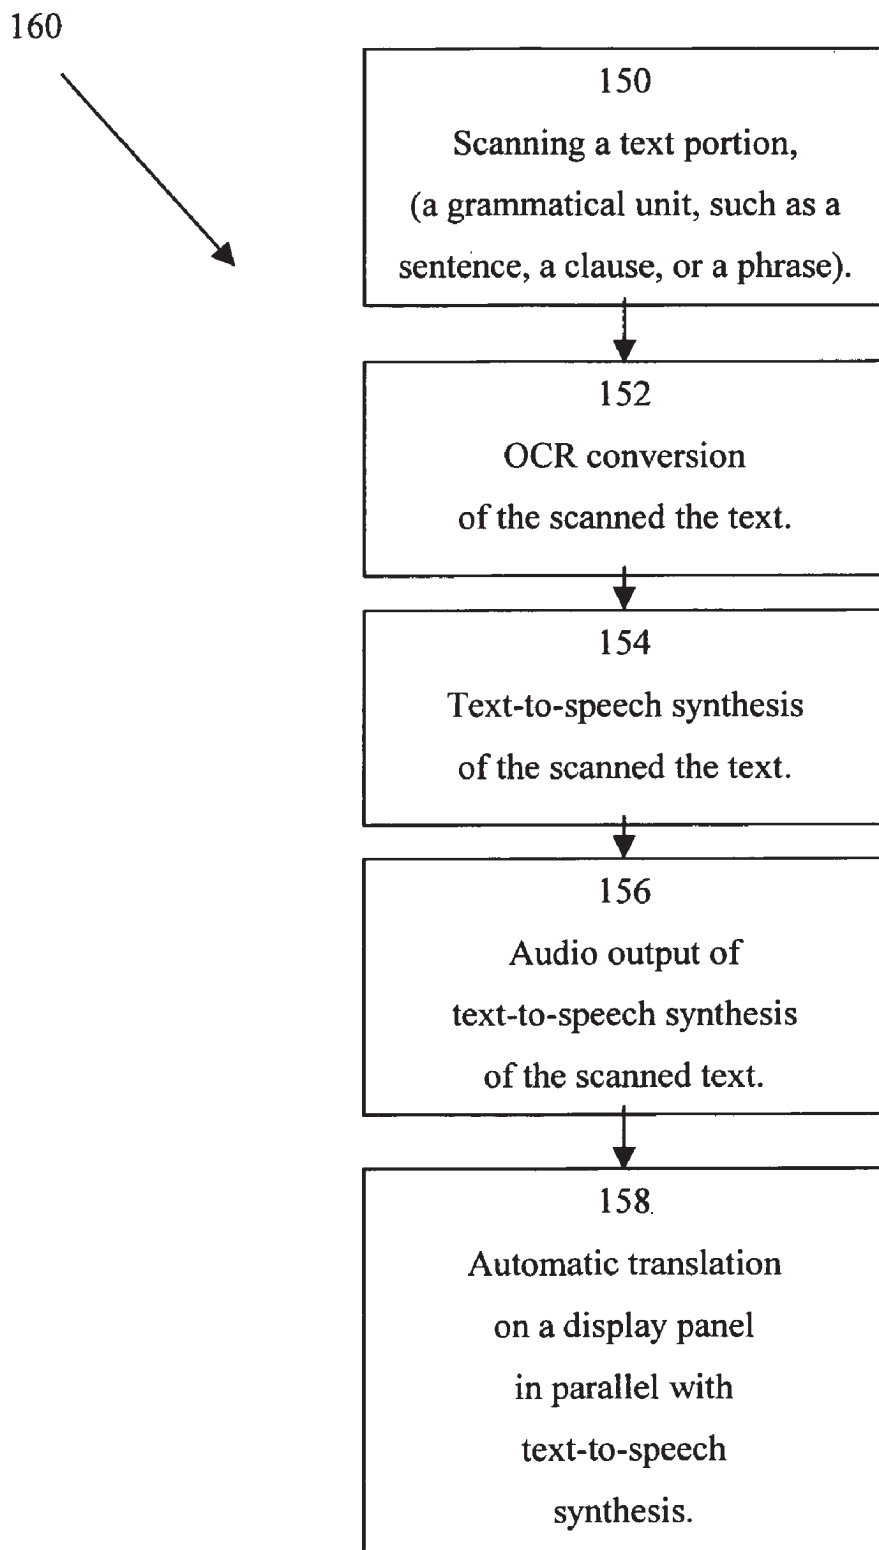 160
150
Scanning a text portion,
(a grammatical unit, such as a
sentence, a clause, or a phrase).
152
OCR conversion
of the scanned the text.
154
Text-to-speech synthesis
of the scanned the text.
156
Audio output of
text-to-speech synthesis
of the scanned text.
158
Automatic translation
on a display panel
in parallel with
text-to-speech
synthesis.